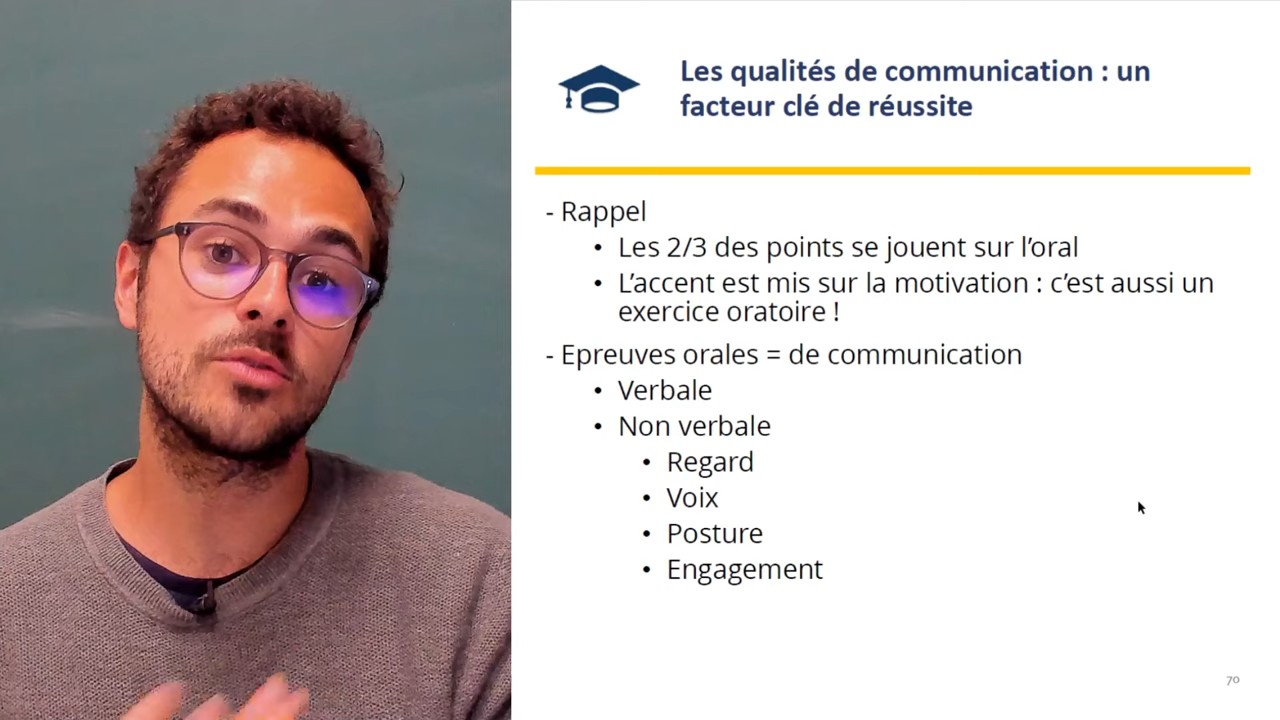 Les qualités de communication : un
facteur clé de réussite
- Rappel
• Les 2/3 des points se jouent sur l’oral
• L’accent est mis sur la motivation : c’est aussi un
exercice oratoire !
- Epreuves orales = de communication
• Verbale
• Non verbale
• Regard
• Voix
• Posture
• Engagement
70